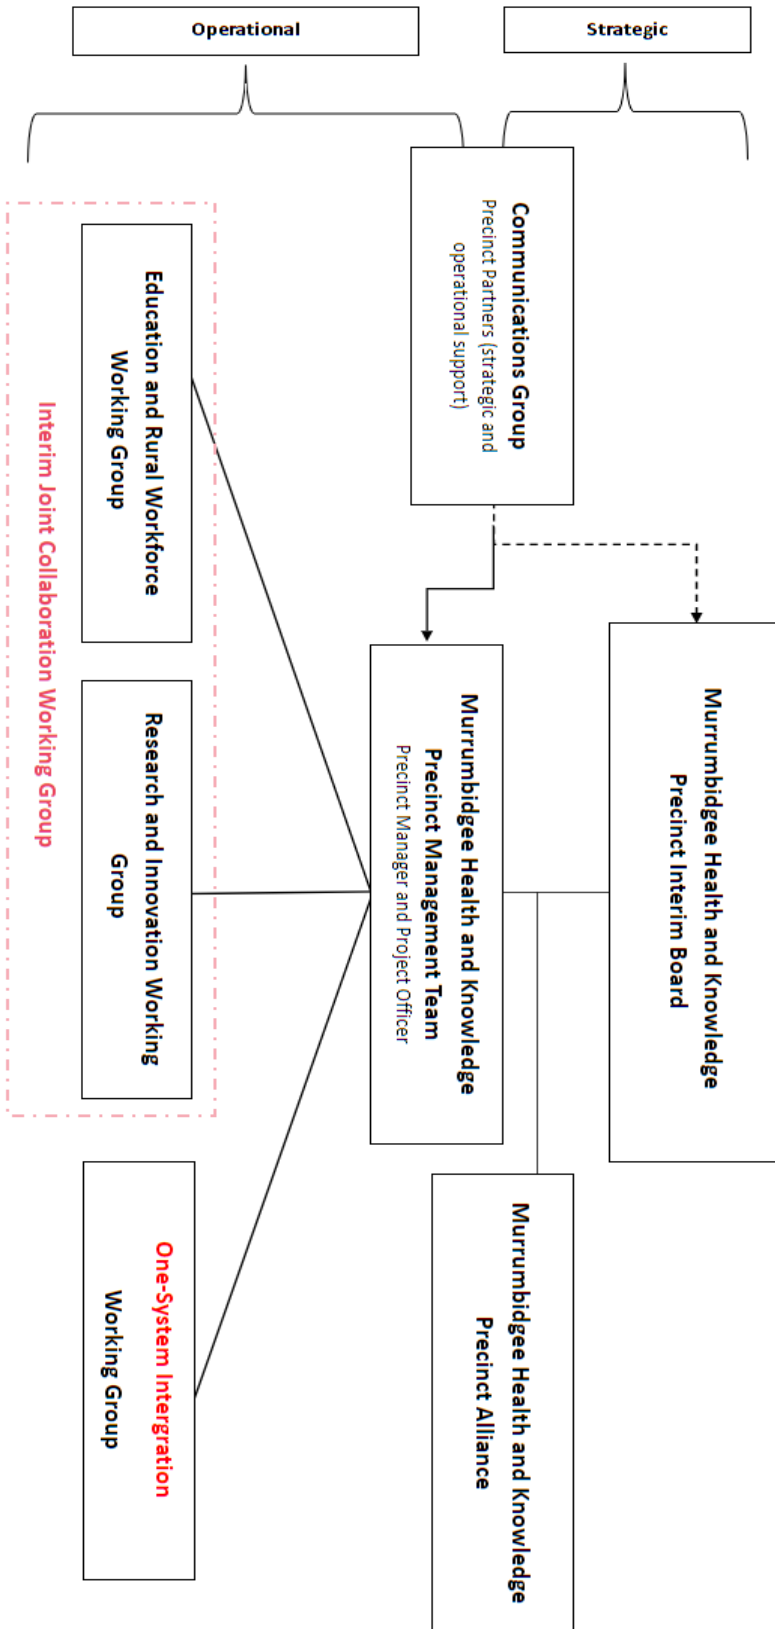 Operational
Strategic
Communications Group
Precinct Partners (strategic and
operational support)
Murrumbidgee Health and Knowledge
Precinct Interim Board
Murrumbidgee Health and Knowledge
Precinct Management Team
Precinct Manager and Project Officer
Murrumbidgee Health and Knowledge
Precinct Alliance
Education and Rural Workforce
Working Group
Research and Innovation Working
Group
One-System Intergration
Working Group
Interim Joint Collaboration Working Group